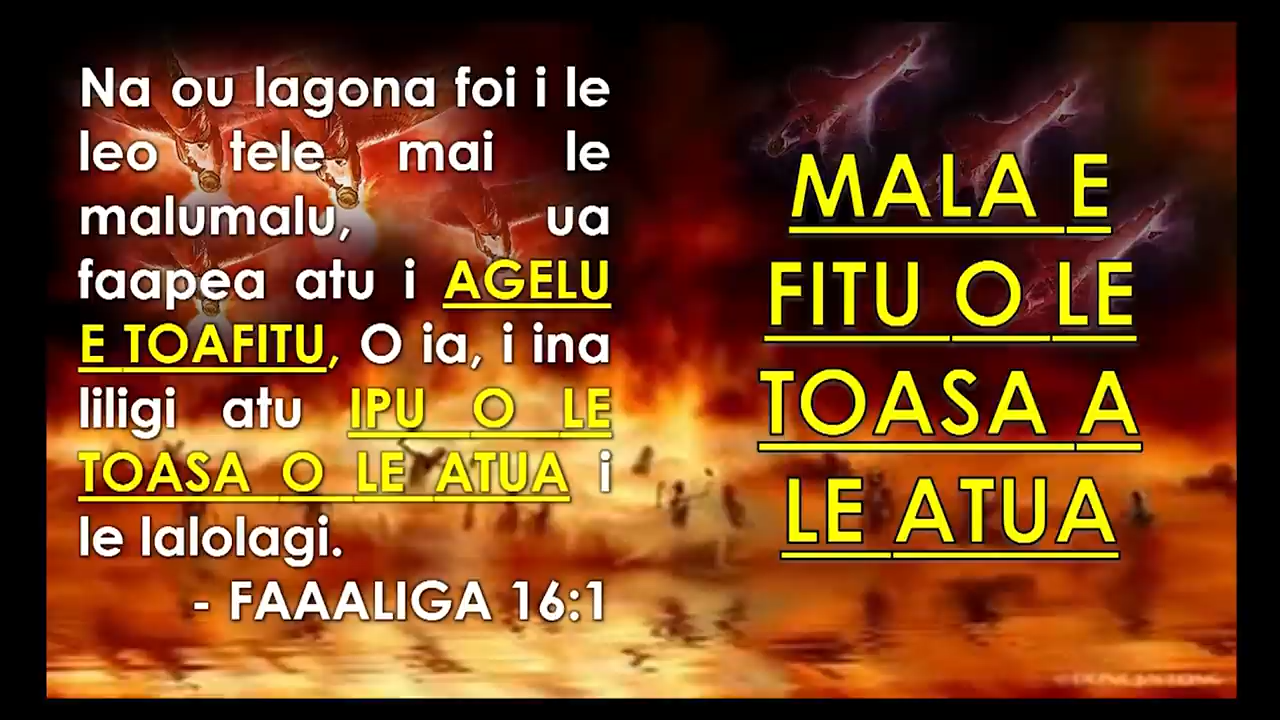 Na ou lagona foi i le
leo tele mai le
malumalu, ua
faapea atu i AGELU
E TOAFITU, O ia, i ina
liligi atu IPU O LE
TOASA O LE ATUA i
le lalolagi.
- FAAALIGA 16:1
MALA E
FITU O LE
TOASA A
LE ATUA